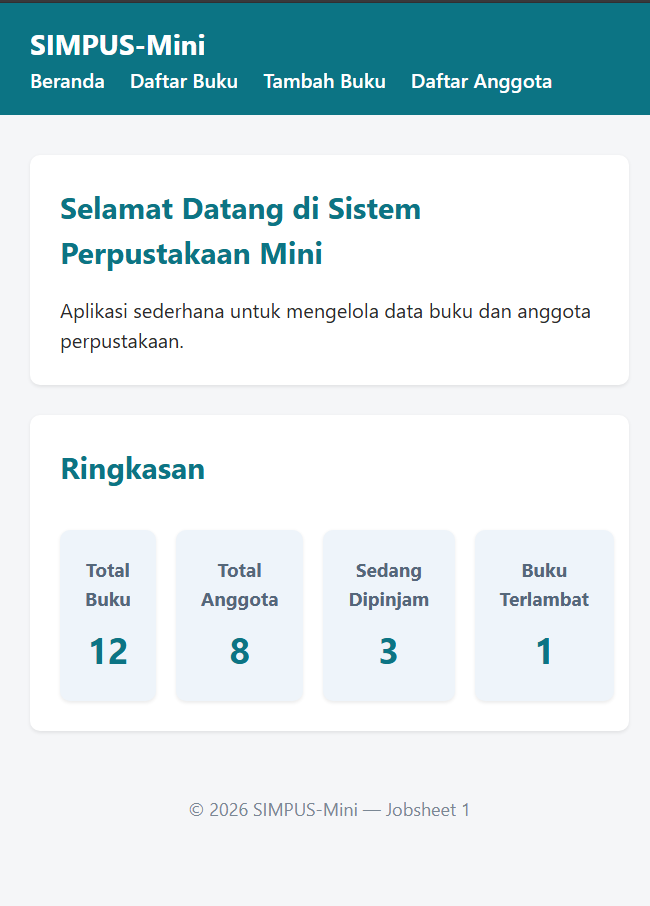 SIMPUS-Mini
Beranda Daftar Buku Tambah Buku Daftar Anggota
Selamat Datang di Sistem
Perpustakaan Mini
Aplikasi sederhana untuk mengelola data buku dan anggota
perpustakaan.
Ringkasan
Total
Buku
12
Total
Anggota
8
Sedang
Dipinjam
3
Buku
Terlambat
1
© 2026 SIMPUS-Mini — Jobsheet 1